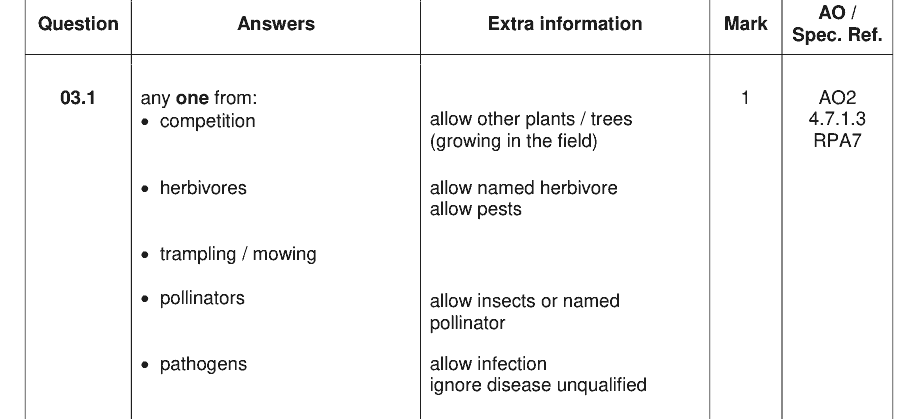 Question Answers Extra information Mark AO /
Spec. Ref.
03.1 any one from: 1 AO2
• competition allow other plants / trees 4.7.1.3
(growing in the field) RPA7
• herbivores allow named herbivore
allow pests
• trampling / mowing
• pollinators allow insects or named
pollinator
• pathogens allow infection
ignore disease unqualified